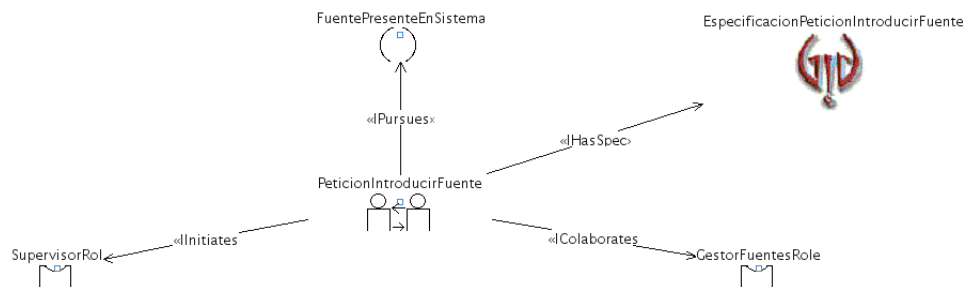 FuentePresenteEnSistema
EspecificacionPeticionIntroducirFuente
«IPursues»
«IHasSpec»
PeticionIntroducirFuente
«IInitiates
«IColaborates
SupervisorRol
GestorFuentesRole